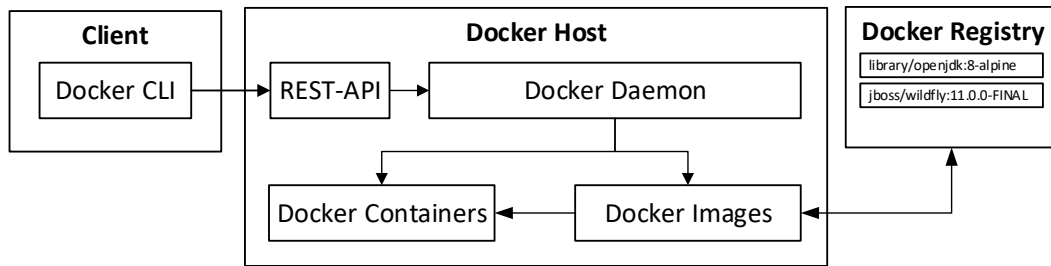 Client
Docker CLI
Docker Host
REST-API
Docker Daemon
Docker Containers
Docker Images
Docker Registry
library/openjdk:8-alpine
jboss/wildfly:11.0.0-FINAL